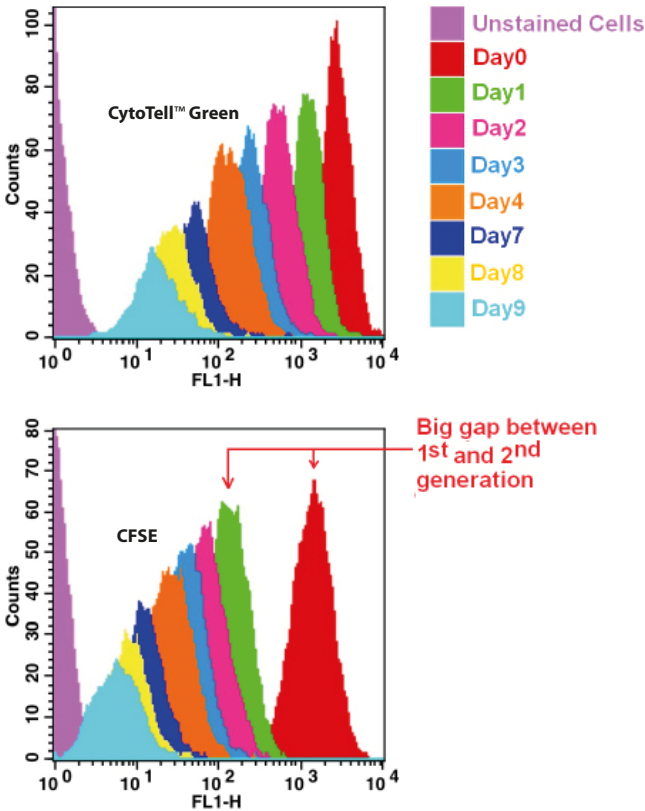 100
80
60
40
20
0
Counts
CytoTell™ Green
10⁰ 10¹ 10² 10³ 10⁴
FL1-H
Unstained Cells
Day0
Day1
Day2
Day3
Day4
Day7
Day8
Day9
80
70
60
50
40
30
20
10
0
Counts
CFSE
10⁰ 10¹ 10² 10³ 10⁴
FL1-H
Big gap between
1st and 2nd
generation